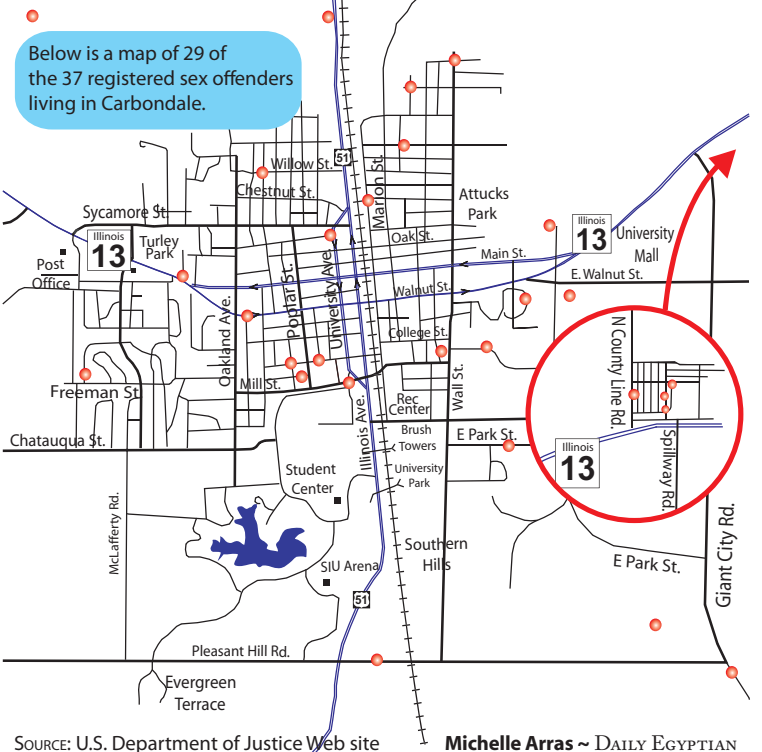 Below is a map of 29 of
the 37 registered sex offenders
living in Carbondale.
51
Willow St.
Chestnut St.
Marion St.
Sycamore St.
Attucks
Park
Illinois
13
Turley
Park
Post
Office
Oak St.
Main St.
Illinois
13
University
Mall
E. Walnut St.
Walnut St.
Poplar St.
University Ave.
Oakland Ave.
College St.
Mill St.
Freeman St.
Wall St.
Rec
Center
Illinois Ave.
Brush
Towers
University
Park
E Park St.
Chatauqua St.
Student
Center
N County Line Rd.
Illinois
13
Spillway Rd.
McLafferty Rd.
SIU Arena
Southern
Hills
E Park St.
Giant City Rd.
51
Pleasant Hill Rd.
Evergreen
Terrace
SOURCE: U.S. Department of Justice Web site
Michelle Arras ~ DAILY EGYPTIAN